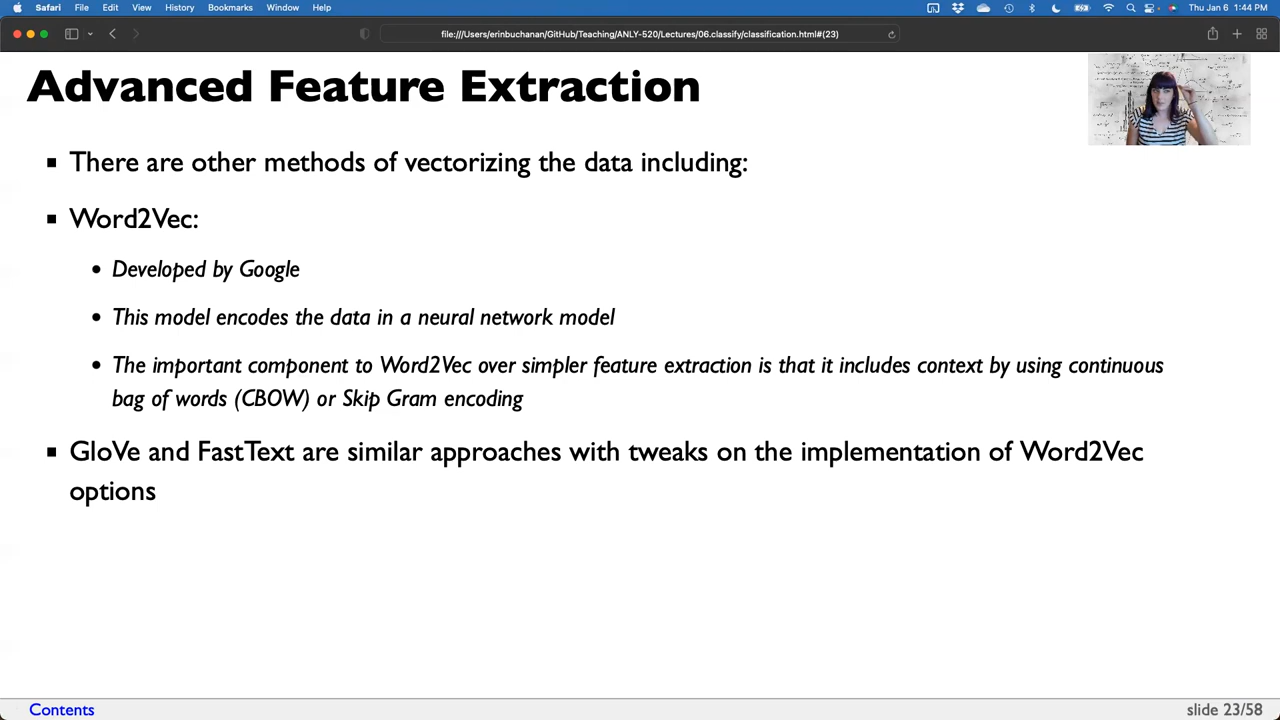 Safari File Edit View History Bookmarks Window Help Thu Jan 6 1:44 PM
file:///Users/erinbuchanan/GitHub/Teaching/ANLY-520/Lectures/06.classify/classification.html#(23)
Advanced Feature Extraction
There are other methods of vectorizing the data including:
Word2Vec:
Developed by Google
This model encodes the data in a neural network model
The important component to Word2Vec over simpler feature extraction is that it includes context by using continuous
bag of words (CBOW) or Skip Gram encoding
GloVe and FastText are similar approaches with tweaks on the implementation of Word2Vec
options
Contents
slide 23/58